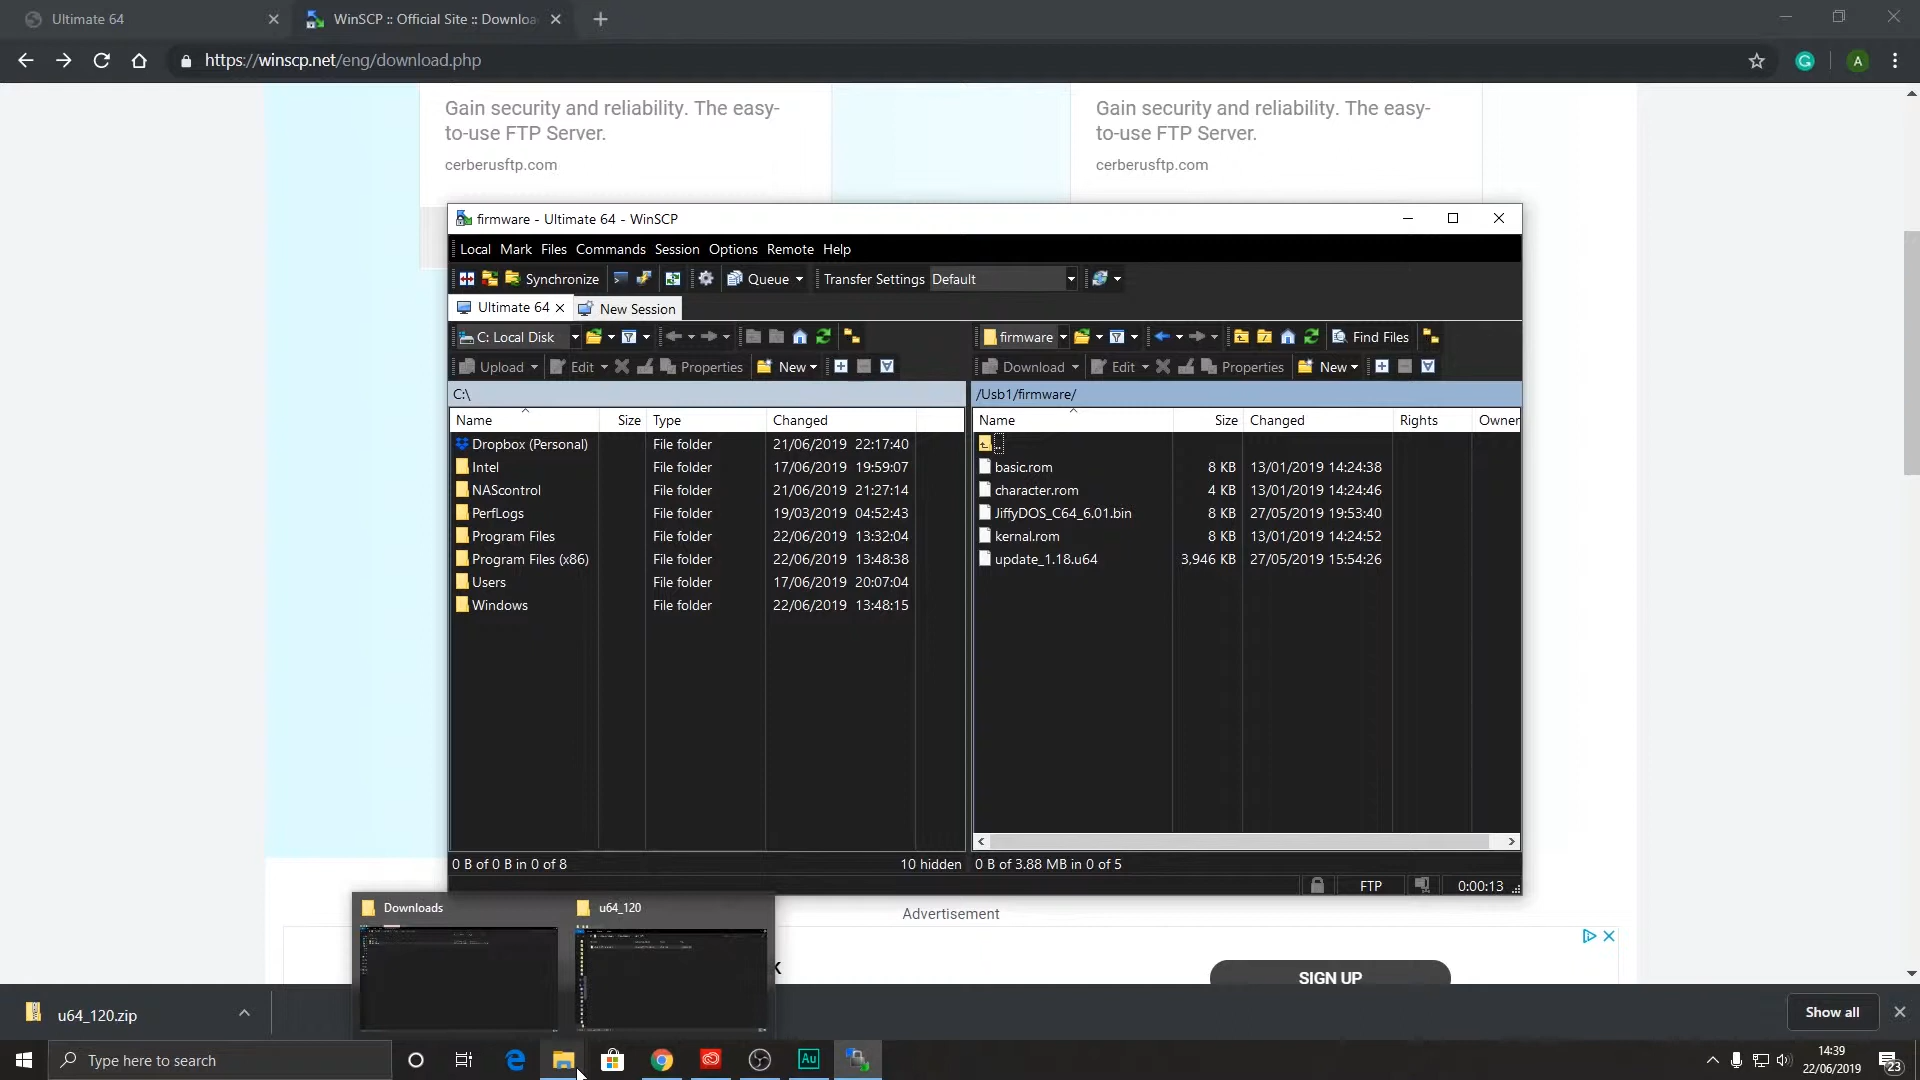 Ultimate 64
WinSCP :: Official Site :: Downloa
https://winscp.net/eng/download.php
A
Gain security and reliability. The easy-
to-use FTP Server.
cerberusftp.com
Gain security and reliability. The easy-
to-use FTP Server.
cerberusftp.com
firmware - Ultimate 64 - WinSCP
Local Mark Files Commands Session Options Remote Help
Synchronize Queue Transfer Settings Default
Ultimate 64 New Session
C: Local Disk
firmware Find Files
Upload Edit Properties New
Download Edit Properties New
C:\
/Usb1/firmware/
Name Size Type Changed
Dropbox (Personal) File folder 21/06/2019 22:17:40
Intel File folder 17/06/2019 19:59:07
NAScontrol File folder 21/06/2019 21:27:14
PerfLogs File folder 19/03/2019 04:52:43
Program Files File folder 22/06/2019 13:32:04
Program Files (x86) File folder 22/06/2019 13:48:38
Users File folder 17/06/2019 20:07:04
Windows File folder 22/06/2019 13:48:15
Name Size Changed Rights Owner
..
basic.rom 8 KB 13/01/2019 14:24:38
character.rom 4 KB 13/01/2019 14:24:46
JiffyDOS_C64_6.01.bin 8 KB 27/05/2019 19:53:40
kernal.rom 8 KB 13/01/2019 14:24:52
update_1.18.u64 3,946 KB 27/05/2019 15:54:26
0 B of 0 B in 0 of 8 10 hidden
0 B of 3.88 MB in 0 of 5
FTP 0:00:13
Downloads
u64_120
Advertisement
SIGN UP
u64_120.zip
Show all
Type here to search
Au
14:39
22/06/2019
23